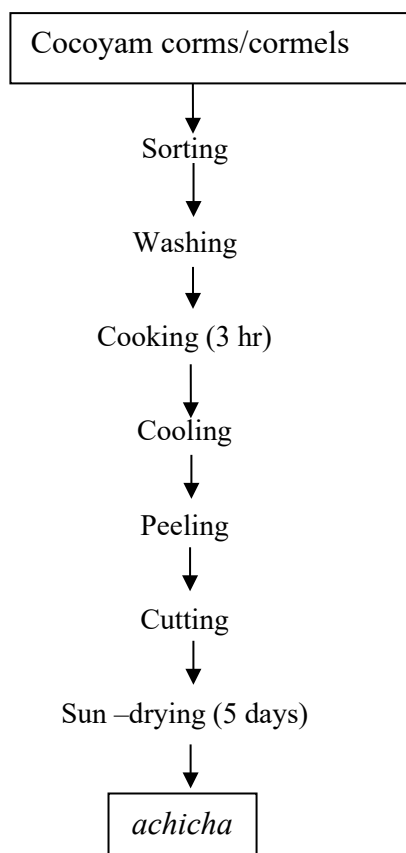 Cocoyam corms/cormels
Sorting
Washing
Cooking (3 hr)
Cooling
Peeling
Cutting
Sun –drying (5 days)
achicha